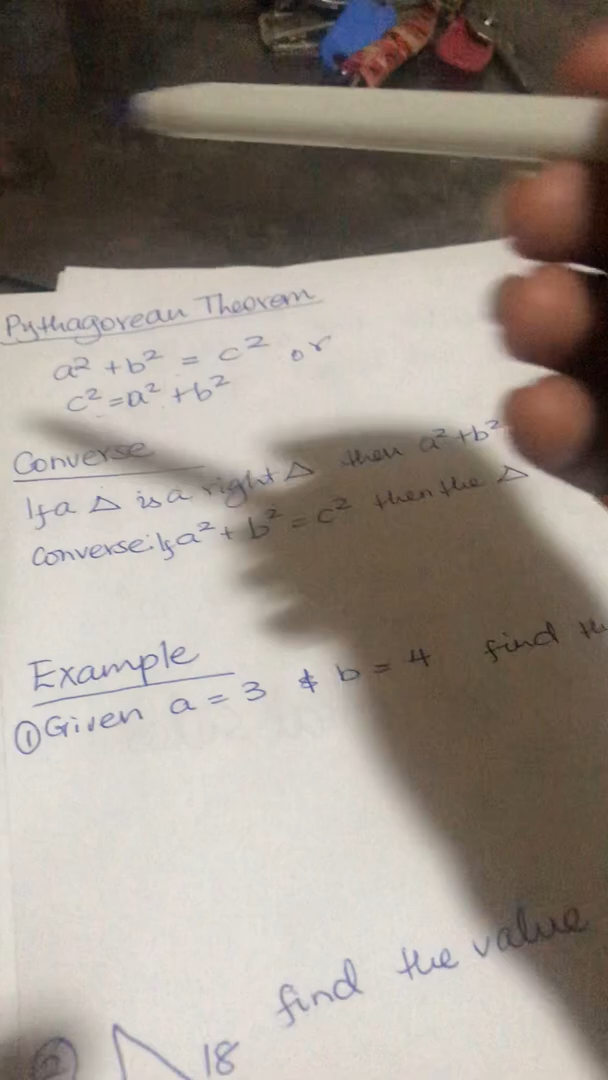 Pythagorean Theorem
a² + b² = c² or
c² = a² + b²
Converse
If a △ is a right △ then a² + b²
Converse: If a² + b² = c² then the △
Example
① Given a = 3 & b = 4 find the
find the value
② 18